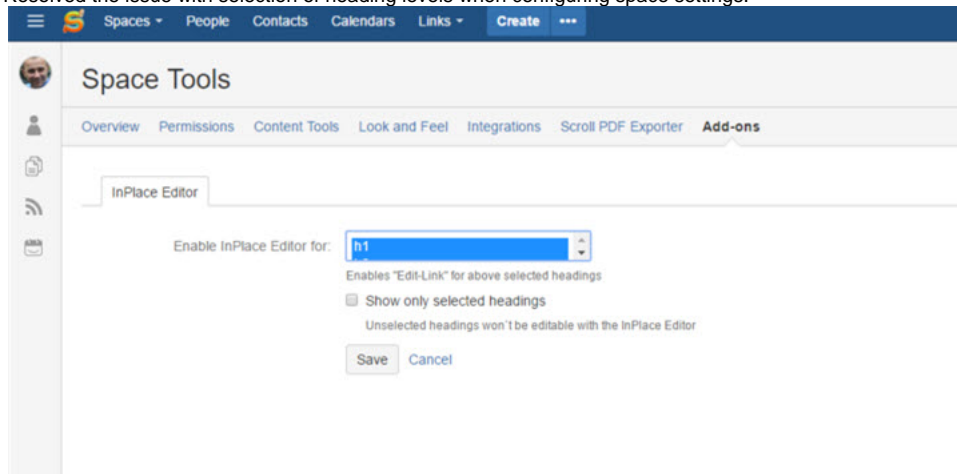 Resolved the issue with selection of heading levels when configuring space settings.
Spaces People Contacts Calendars Links Create
Space Tools
Overview Permissions Content Tools Look and Feel Integrations Scroll PDF Exporter Add-ons
InPlace Editor
Enable InPlace Editor for: h1
Enables "Edit-Link" for above selected headings
Show only selected headings
Unselected headings won´t be editable with the InPlace Editor
Save Cancel